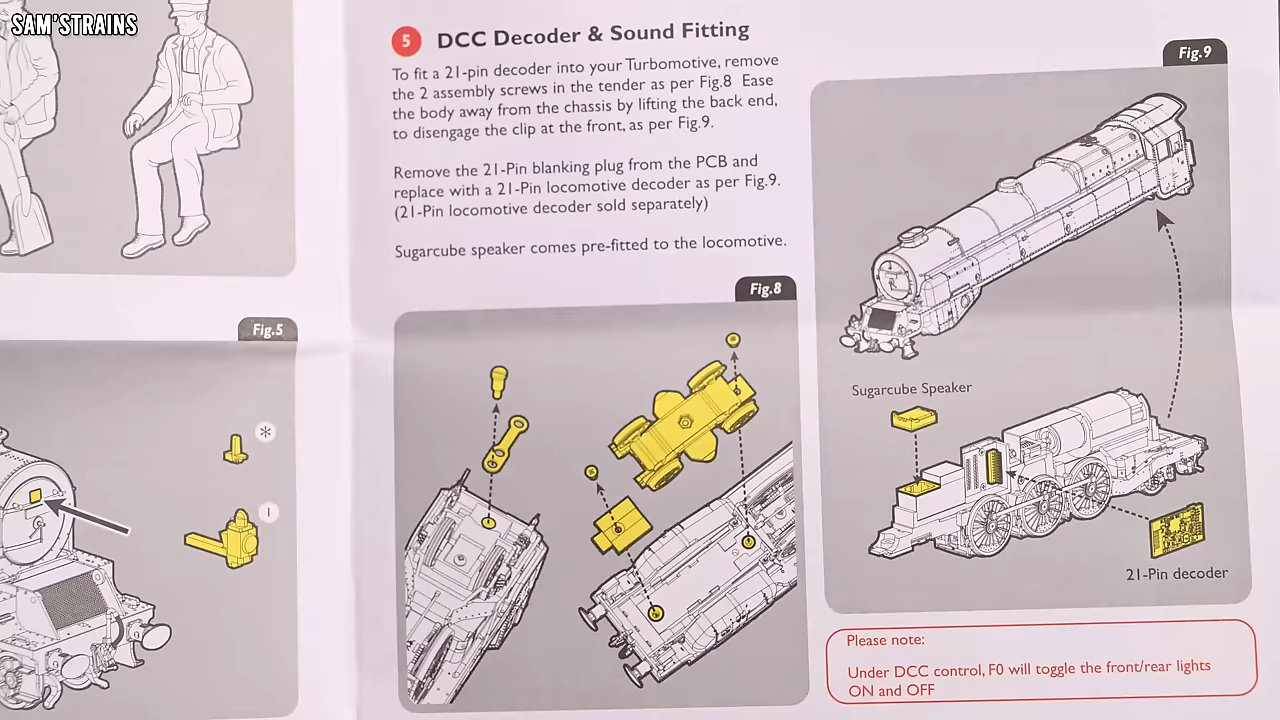 SAM'STRAINS
Fig.5
*
1
5 DCC Decoder & Sound Fitting
To fit a 21-pin decoder into your Turbomotive, remove
the 2 assembly screws in the tender as per Fig.8 Ease
the body away from the chassis by lifting the back end,
to disengage the clip at the front, as per Fig.9.
Remove the 21-Pin blanking plug from the PCB and
replace with a 21-Pin locomotive decoder as per Fig.9.
(21-Pin locomotive decoder sold separately)
Sugarcube speaker comes pre-fitted to the locomotive.
Fig.8
Fig.9
Sugarcube Speaker
21-Pin decoder
Please note:
Under DCC control, F0 will toggle the front/rear lights
ON and OFF